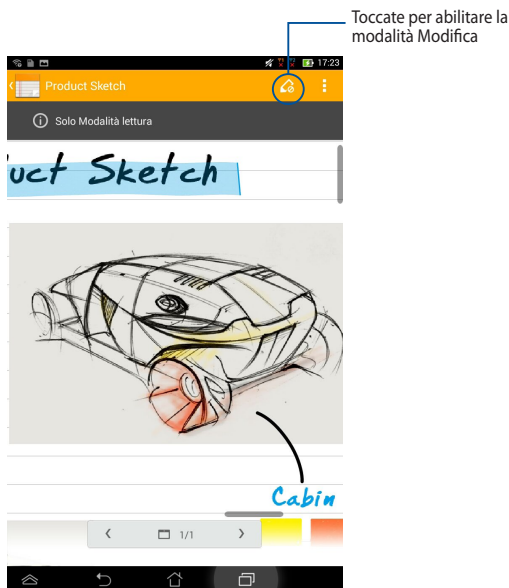 Toccate per abilitare la
modalità Modifica
17:23
Product Sketch
Solo Modalità lettura
uct Sketch
Cabin
1/1